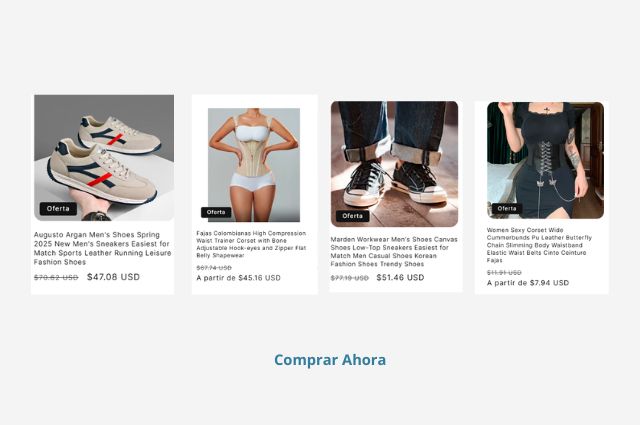 Oferta
Augusto Argan Men's Shoes Spring
2025 New Men's Sneakers Easiest for
Match Sports Leather Running Leisure
Fashion Shoes
$70.62 USD $47.08 USD
Oferta
Fajas Colombianas High Compression
Waist Trainer Corset with Bone
Adjustable Hook-eyes and Zipper Flat
Belly Shapewear
$67.74 USD
A partir de $45.16 USD
Oferta
Marden Workwear Men's Shoes Canvas
Shoes Low-Top Sneakers Easiest for
Match Men Casual Shoes Korean
Fashion Shoes Trendy Shoes
$77.19 USD $51.46 USD
Oferta
Women Sexy Corset Wide
Cummerbunds Pu Leather Butterfly
Chain Slimming Body Waistband
Elastic Waist Belts Cinto Ceinture
Fajas
$11.91 USD
A partir de $7.94 USD
Comprar Ahora